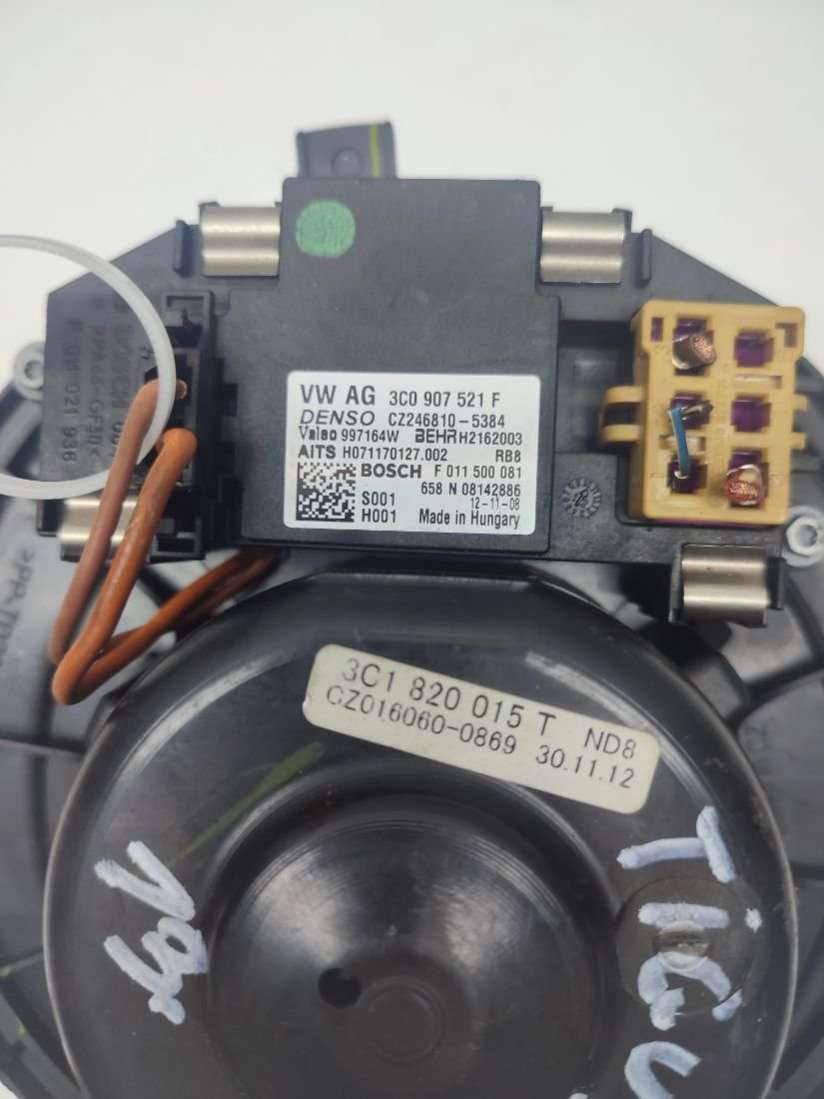 VW AG 3C0 907 521 F
DENSO CZ246810-5384
Valeo 997164W BEHR H2162003
AITS H071170127.002 RB8
BOSCH F 011 500 081
658 N 08142886
S001 12-11-08
H001 Made in Hungary
3C1 820 015 T ND8
CZ016060-0869 30.11.12
TIGU